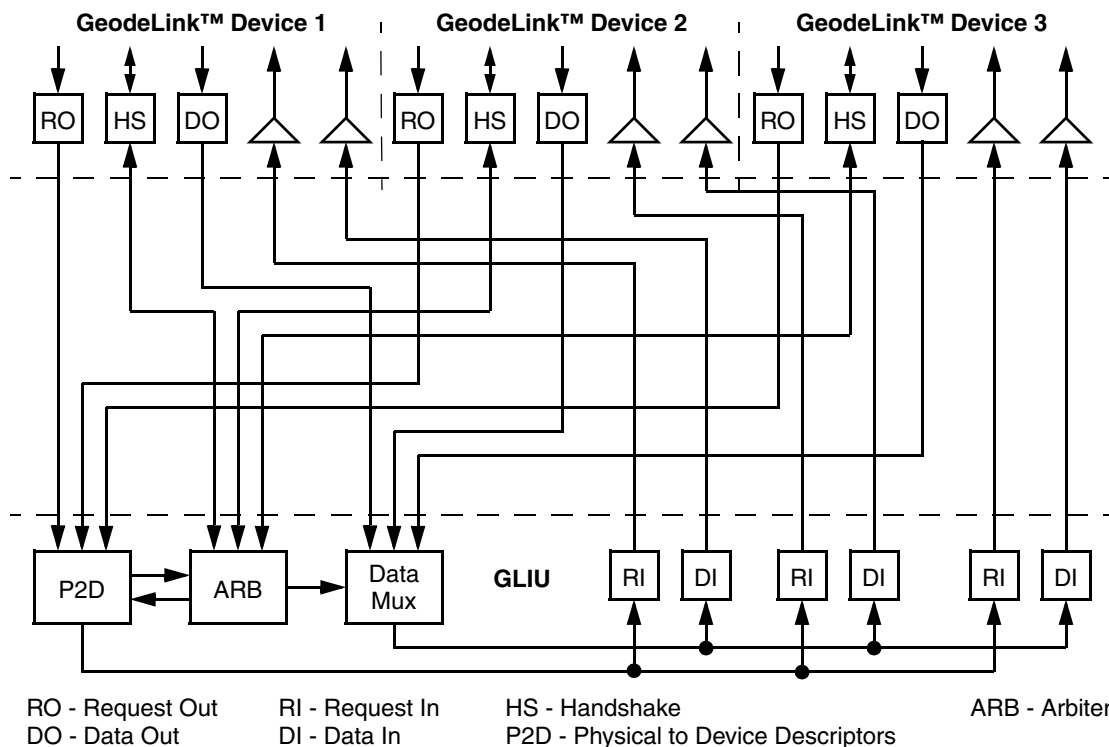 GeodeLink™ Device 1 GeodeLink™ Device 2 GeodeLink™ Device 3
RO HS DO RO HS DO RO HS DO
P2D ARB Data Mux GLIU RI DI RI DI RI DI
RO - Request Out RI - Request In HS - Handshake ARB - Arbiter
DO - Data Out DI - Data In P2D - Physical to Device Descriptors